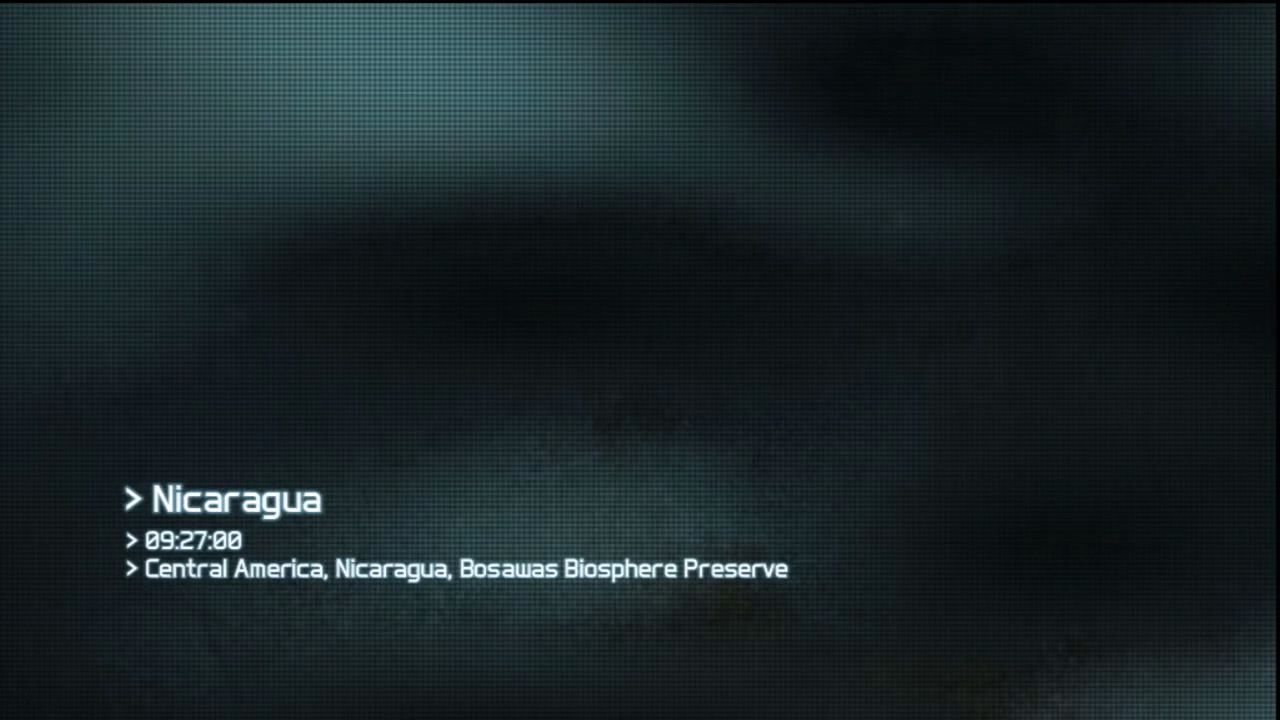 > Nicaragua
> 09:27:00
> Central America, Nicaragua, Bosawas Biosphere Preserve